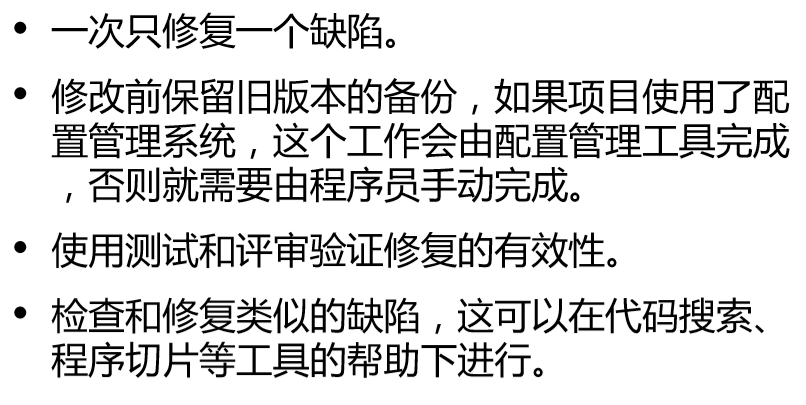 • 一次只修复一个缺陷。
• 修改前保留旧版本的备份，如果项目使用了配
置管理系统，这个工作会由配置管理工具完成
，否则就需要由程序员手动完成。
• 使用测试和评审验证修复的有效性。
• 检查和修复类似的缺陷，这可以在代码搜索、
程序切片等工具的帮助下进行。